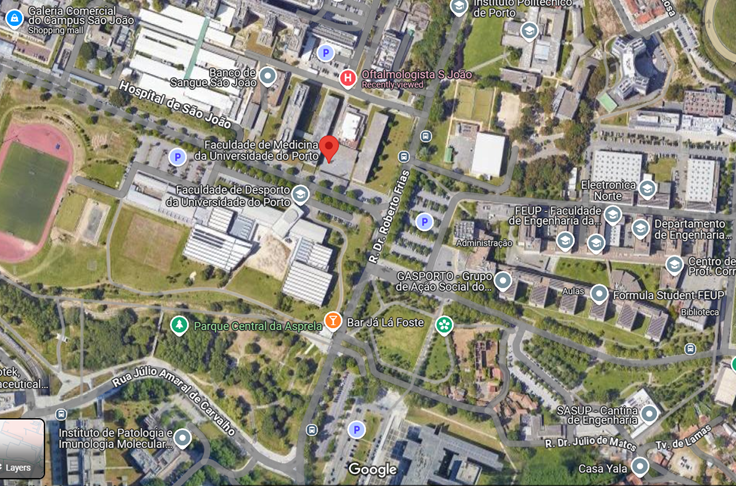 Galeria Comercial
do Campus São João
Shopping mall
Instituto Politécnico
de Porto
P
Banco de
Sangue São João
H
Oftalmologista S João
Recently viewed
Hospital de São João
Faculdade de Medicina
da Universidade do Porto
P
Faculdade de Desporto
da Universidade do Porto
R. Dr. Roberto Frias
P
Electronica
Norte
FEUP - Faculdade
de Engenharia da...
Departamento
de Engenharia...
Administração
Centro de
Prof. Corr
GASPORTO - Grupo
de Ação Social do...
Aulas
Formula Student FEUP
Biblioteca
Parque Central da Asprela
Bar Já Lá Foste
Rua Júlio Amaral de Carvalho
otek,
aceutical...
Instituto de Patologia e
Imunologia Molecular...
P
SASUP - Cantina
de Engenharia
R. Dr. Júlio de Matos
Tv. de Lamas
Casa Yala
Layers
Google